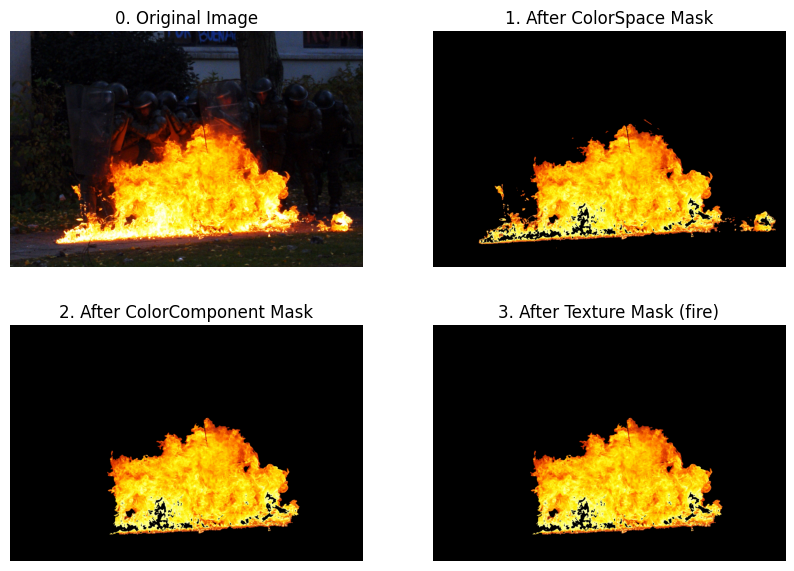 0. Original Image
1. After ColorSpace Mask
2. After ColorComponent Mask
3. After Texture Mask (fire)